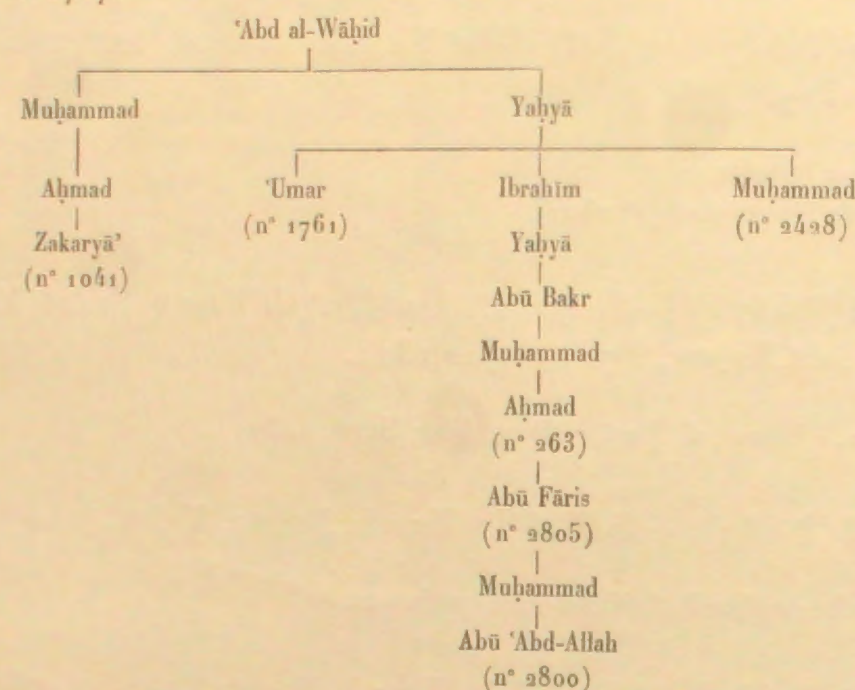 ‘Abd al-Wāḥid
Muḥammad Yaḥyā
Aḥmad ‘Umar Ibrahīm Muḥammad
(n° 1761) (n° 2428)
Zakaryā’ Yaḥyā
(n° 1041)
Abū Bakr
Muḥammad
Aḥmad
(n° 263)
Abū Fāris
(n° 2805)
Muḥammad
Abū ‘Abd-Allah
(n° 2800)